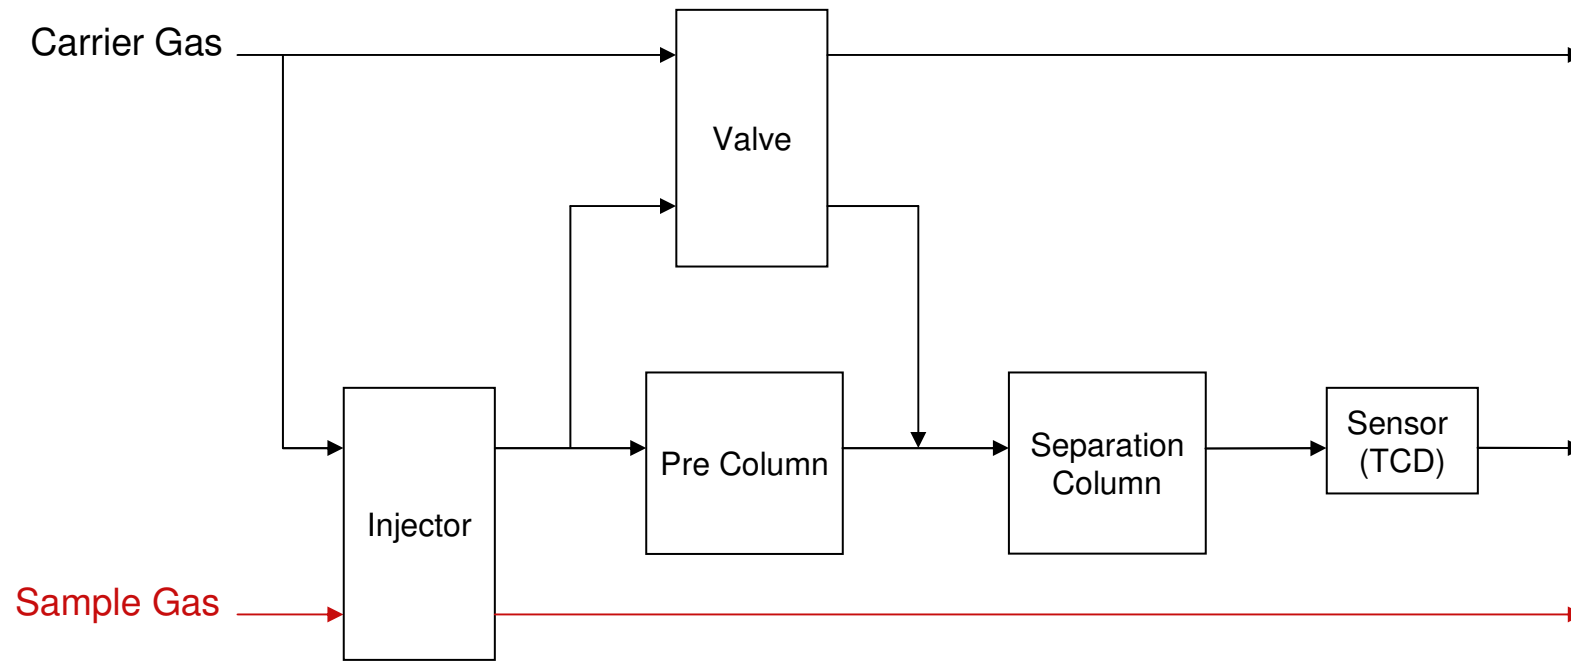 Carrier Gas
Valve
Pre Column
Separation
Column
Sensor
(TCD)
Injector
Sample Gas